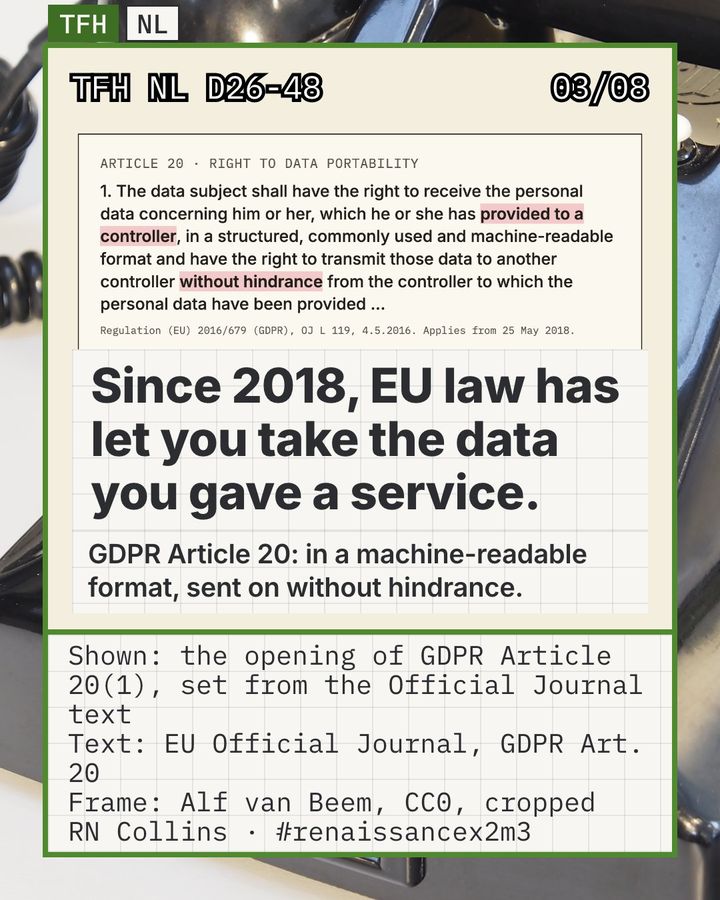 TFH NL
TFH NL D26-48 03/08
ARTICLE 20 · RIGHT TO DATA PORTABILITY
1. The data subject shall have the right to receive the personal
data concerning him or her, which he or she has provided to a
controller, in a structured, commonly used and machine-readable
format and have the right to transmit those data to another
controller without hindrance from the controller to which the
personal data have been provided ...
Regulation (EU) 2016/679 (GDPR), OJ L 119, 4.5.2016. Applies from 25 May 2018.
Since 2018, EU law has
let you take the data
you gave a service.
GDPR Article 20: in a machine-readable
format, sent on without hindrance.
Shown: the opening of GDPR Article
20(1), set from the Official Journal
text
Text: EU Official Journal, GDPR Art.
20
Frame: Alf van Beem, CC0, cropped
RN Collins · #renaissancex2m3